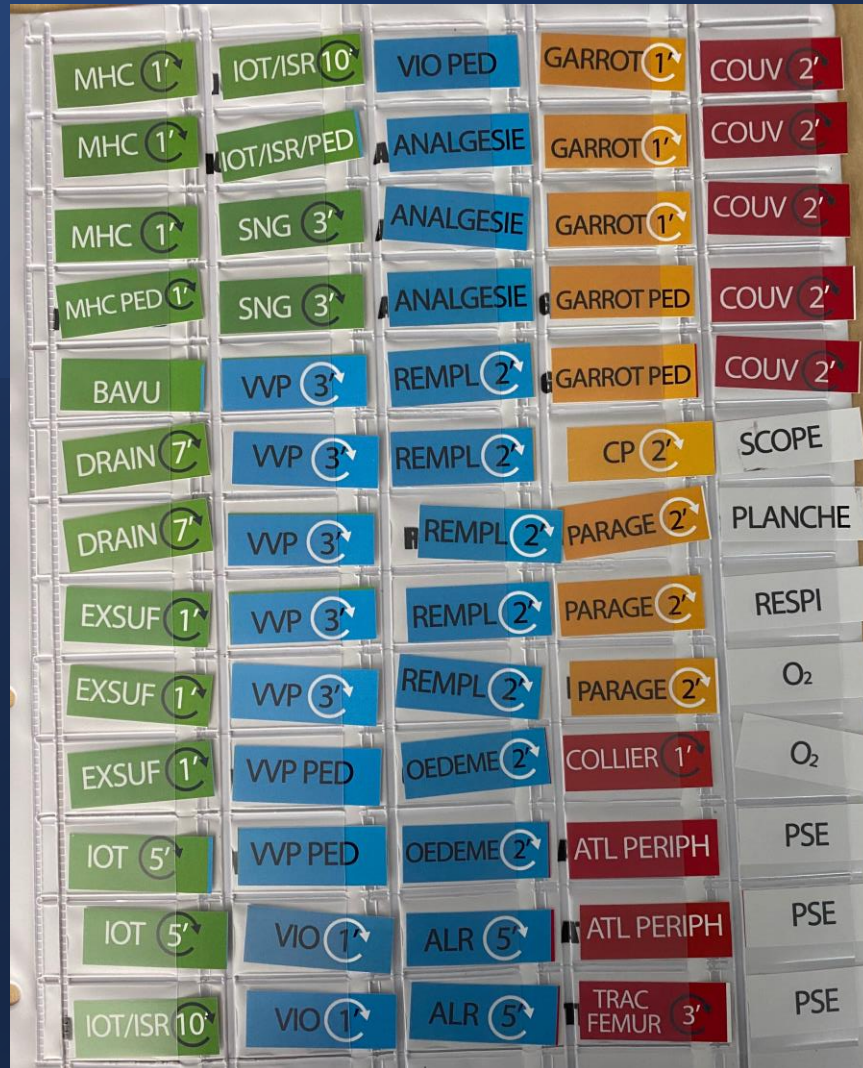 MHC 1' IOT/ISR 10' VIO PED GARROT 1' COUV 2'
MHC 1' IOT/ISR/PED ANALGESIE GARROT 1' COUV 2'
MHC 1' SNG 3' ANALGESIE GARROT 1' COUV 2'
MHC PED 1' SNG 3' ANALGESIE GARROT PED COUV 2'
BAVU VVP 3' REMPL 2' GARROT PED COUV 2'
DRAIN 7' VVP 3' REMPL 2' CP 2' SCOPE
DRAIN 7' VVP 3' REMPL 2' PARAGE 2' PLANCHE
EXSUF 1' VVP 3' REMPL 2' PARAGE 2' RESPI
EXSUF 1' VVP 3' REMPL 2' PARAGE 2' O₂
EXSUF 1' VVP PED OEDEME 2' COLLIER 1' O₂
IOT 5' VVP PED OEDEME 2' ATL PERIPH PSE
IOT 5' VIO 1' ALR 5' ATL PERIPH PSE
IOT/ISR 10' VIO 1' ALR 5' TRAC FEMUR 3' PSE